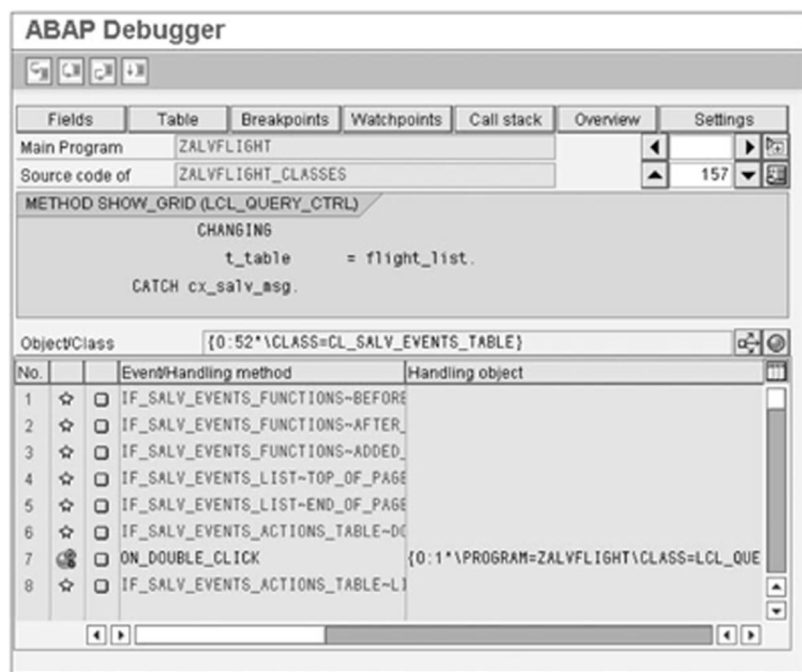 ABAP Debugger
Fields Table Breakpoints Watchpoints Call stack Overview Settings
Main Program ZALVFLIGHT
Source code of ZALVFLIGHT_CLASSES 157
METHOD SHOW_GRID (LCL_QUERY_CTRL)
CHANGING
t_table = flight_list.
CATCH cx_salv_msg.
Object/Class {O:52*\CLASS=CL_SALV_EVENTS_TABLE}
No. Event/Handling method Handling object
1 IF_SALV_EVENTS_FUNCTIONS~BEFORE
2 IF_SALV_EVENTS_FUNCTIONS~AFTER_
3 IF_SALV_EVENTS_FUNCTIONS~ADDED_
4 IF_SALV_EVENTS_LIST~TOP_OF_PAGE
5 IF_SALV_EVENTS_LIST~END_OF_PAGE
6 IF_SALV_EVENTS_ACTIONS_TABLE~DO
7 ON_DOUBLE_CLICK {O:1*\PROGRAM=ZALVFLIGHT\CLASS=LCL_QUE
8 IF_SALV_EVENTS_ACTIONS_TABLE~LI